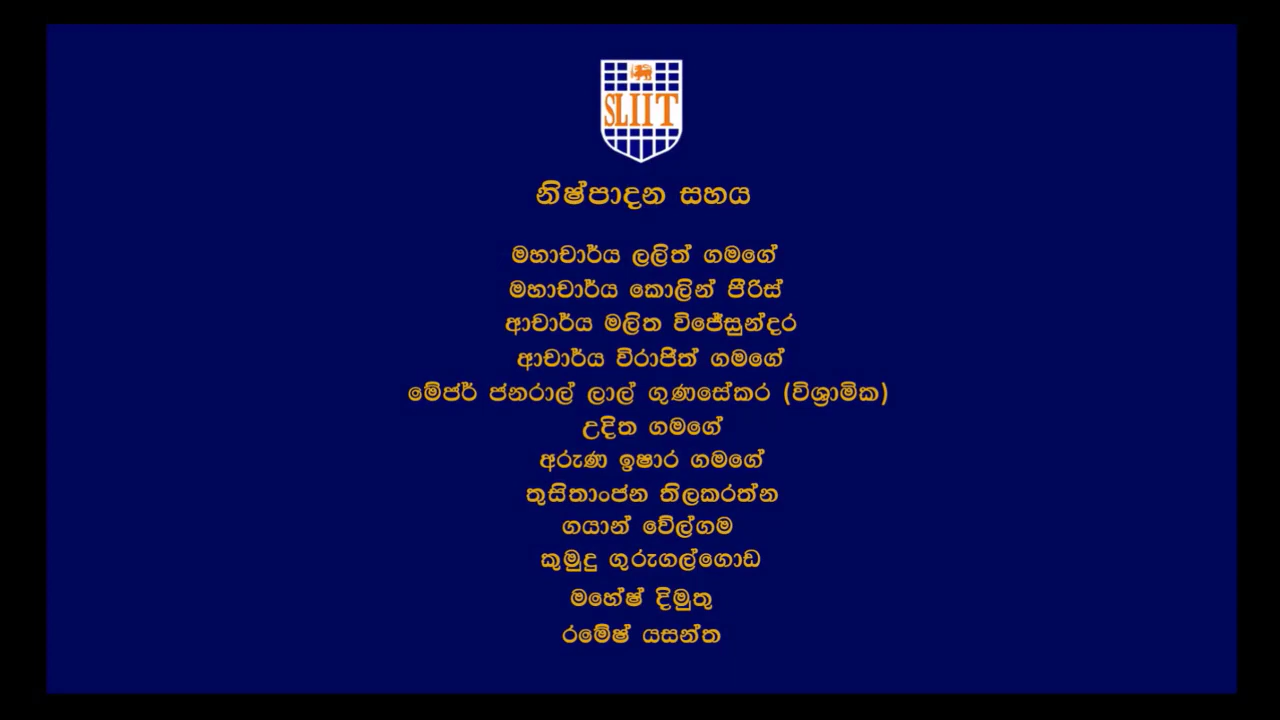 SLIIT
නිෂ්පාදන සහය
මහාචාර්ය ලලිත් ගමගේ
මහාචාර්ය කොලින් පීරිස්
ආචාර්ය මලිත විජේසුන්දර
ආචාර්ය විරාජිත් ගමගේ
මේජර් ජනරාල් ලාල් ගුණසේකර (විශ්‍රාමික)
උදිත ගමගේ
අරුණ ඉෂාර ගමගේ
තුසිතාංජන තිලකරත්න
ගයාන් වේල්ගම
කුමුදු ගුරුගල්ගොඩ
මහේෂ් දිමුතු
රමේෂ් යසන්ත